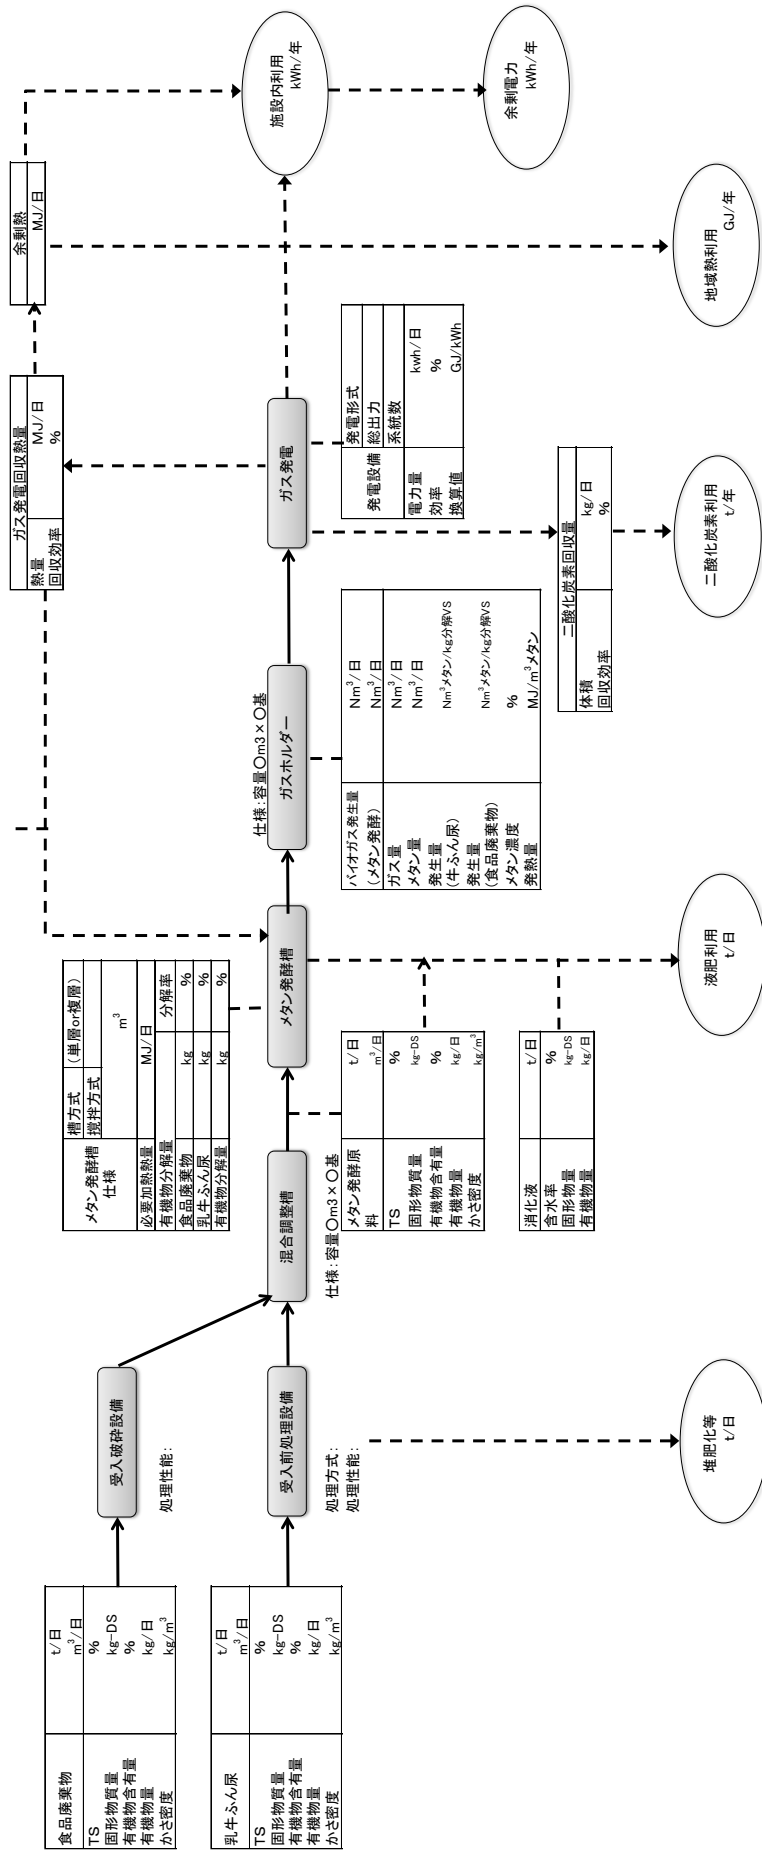 食品廃棄物 t/日
m³/日
TS %
固形物質量 kg-DS
有機物含有量 %
有機物量 kg/日
かさ密度 kg/m³
乳牛ふん尿 t/日
m³/日
TS %
固形物質量 kg-DS
有機物含有量 %
有機物量 kg/日
かさ密度 kg/m³
受入破砕設備
処理性能：
受入前処理設備
処理方式：
処理性能：
堆肥化等
t/日
混合調整槽
仕様：容量〇m3×〇基
メタン発酵槽
仕様
槽方式 （単層or複層）
撹拌方式
m³
必要加熱熱量 MJ/日
有機物分解量 分解率
食品廃棄物 kg %
乳牛ふん尿 kg %
有機物分解量 kg %
メタン発酵槽
メタン発酵原料 t/日
m³/日
TS %
固形物質量 kg-DS
有機物含有量 %
有機物量 kg/日
かさ密度 kg/m³
消化液 t/日
含水率 %
固形物量 kg-DS
有機物量 kg/日
液肥利用
t/日
仕様：容量〇m3×〇基
ガスホルダー
バイオガス発生量 Nm³/日
（メタン発酵） Nm³/日
ガス量 Nm³/日
メタン量 Nm³/日
発生量
(牛ふん尿) Nm³メタン/kg分解VS
発生量
(食品廃棄物) Nm³メタン/kg分解VS
メタン濃度 %
発熱量 MJ/m³メタン
ガス発電回収熱量
熱量 MJ/日
回収効率 %
ガス発電
発電設備 発電形式
総出力
系統数
電力量 kwh/日
効率 %
換算値 GJ/kWh
二酸化炭素回収量
体積 kg/日
回収効率 %
二酸化炭素利用
t/年
余剰熱
MJ/日
地域熱利用
GJ/年
施設内利用
kWh/年
余剰電力
kWh/年